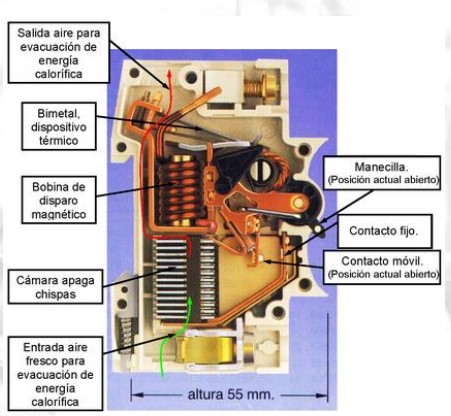 Salida aire para
evacuación de
energía
calorífica
Bimetal,
dispositivo
térmico
Bobina de
disparo
magnético
Manecilla.
(Posición actual abierto)
Contacto fijo.
Contacto móvil.
(Posición actual abierto)
Cámara apaga
chispas
Entrada aire
fresco para
evacuación de
energía
calorífica
altura 55 mm.